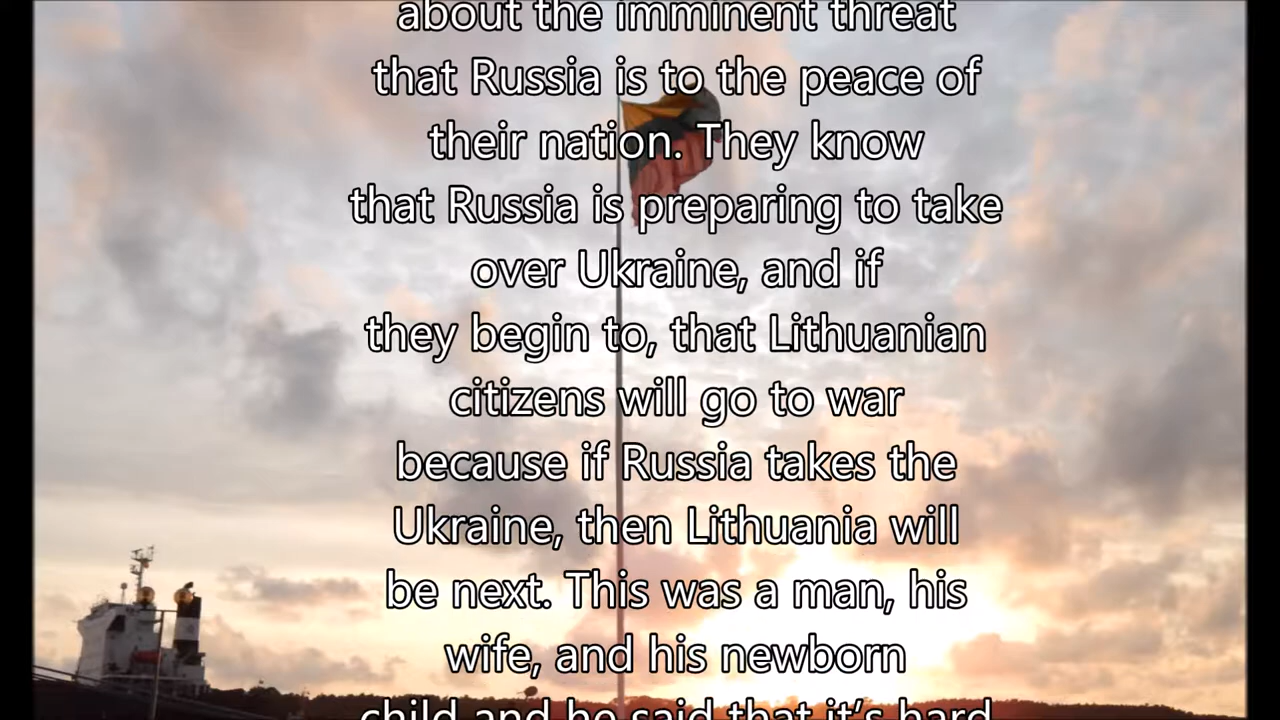 about the imminent threat
that Russia is to the peace of
their nation. They know
that Russia is preparing to take
over Ukraine, and if
they begin to, that Lithuanian
citizens will go to war
because if Russia takes the
Ukraine, then Lithuania will
be next. This was a man, his
wife, and his newborn
child and he said that it’s hard